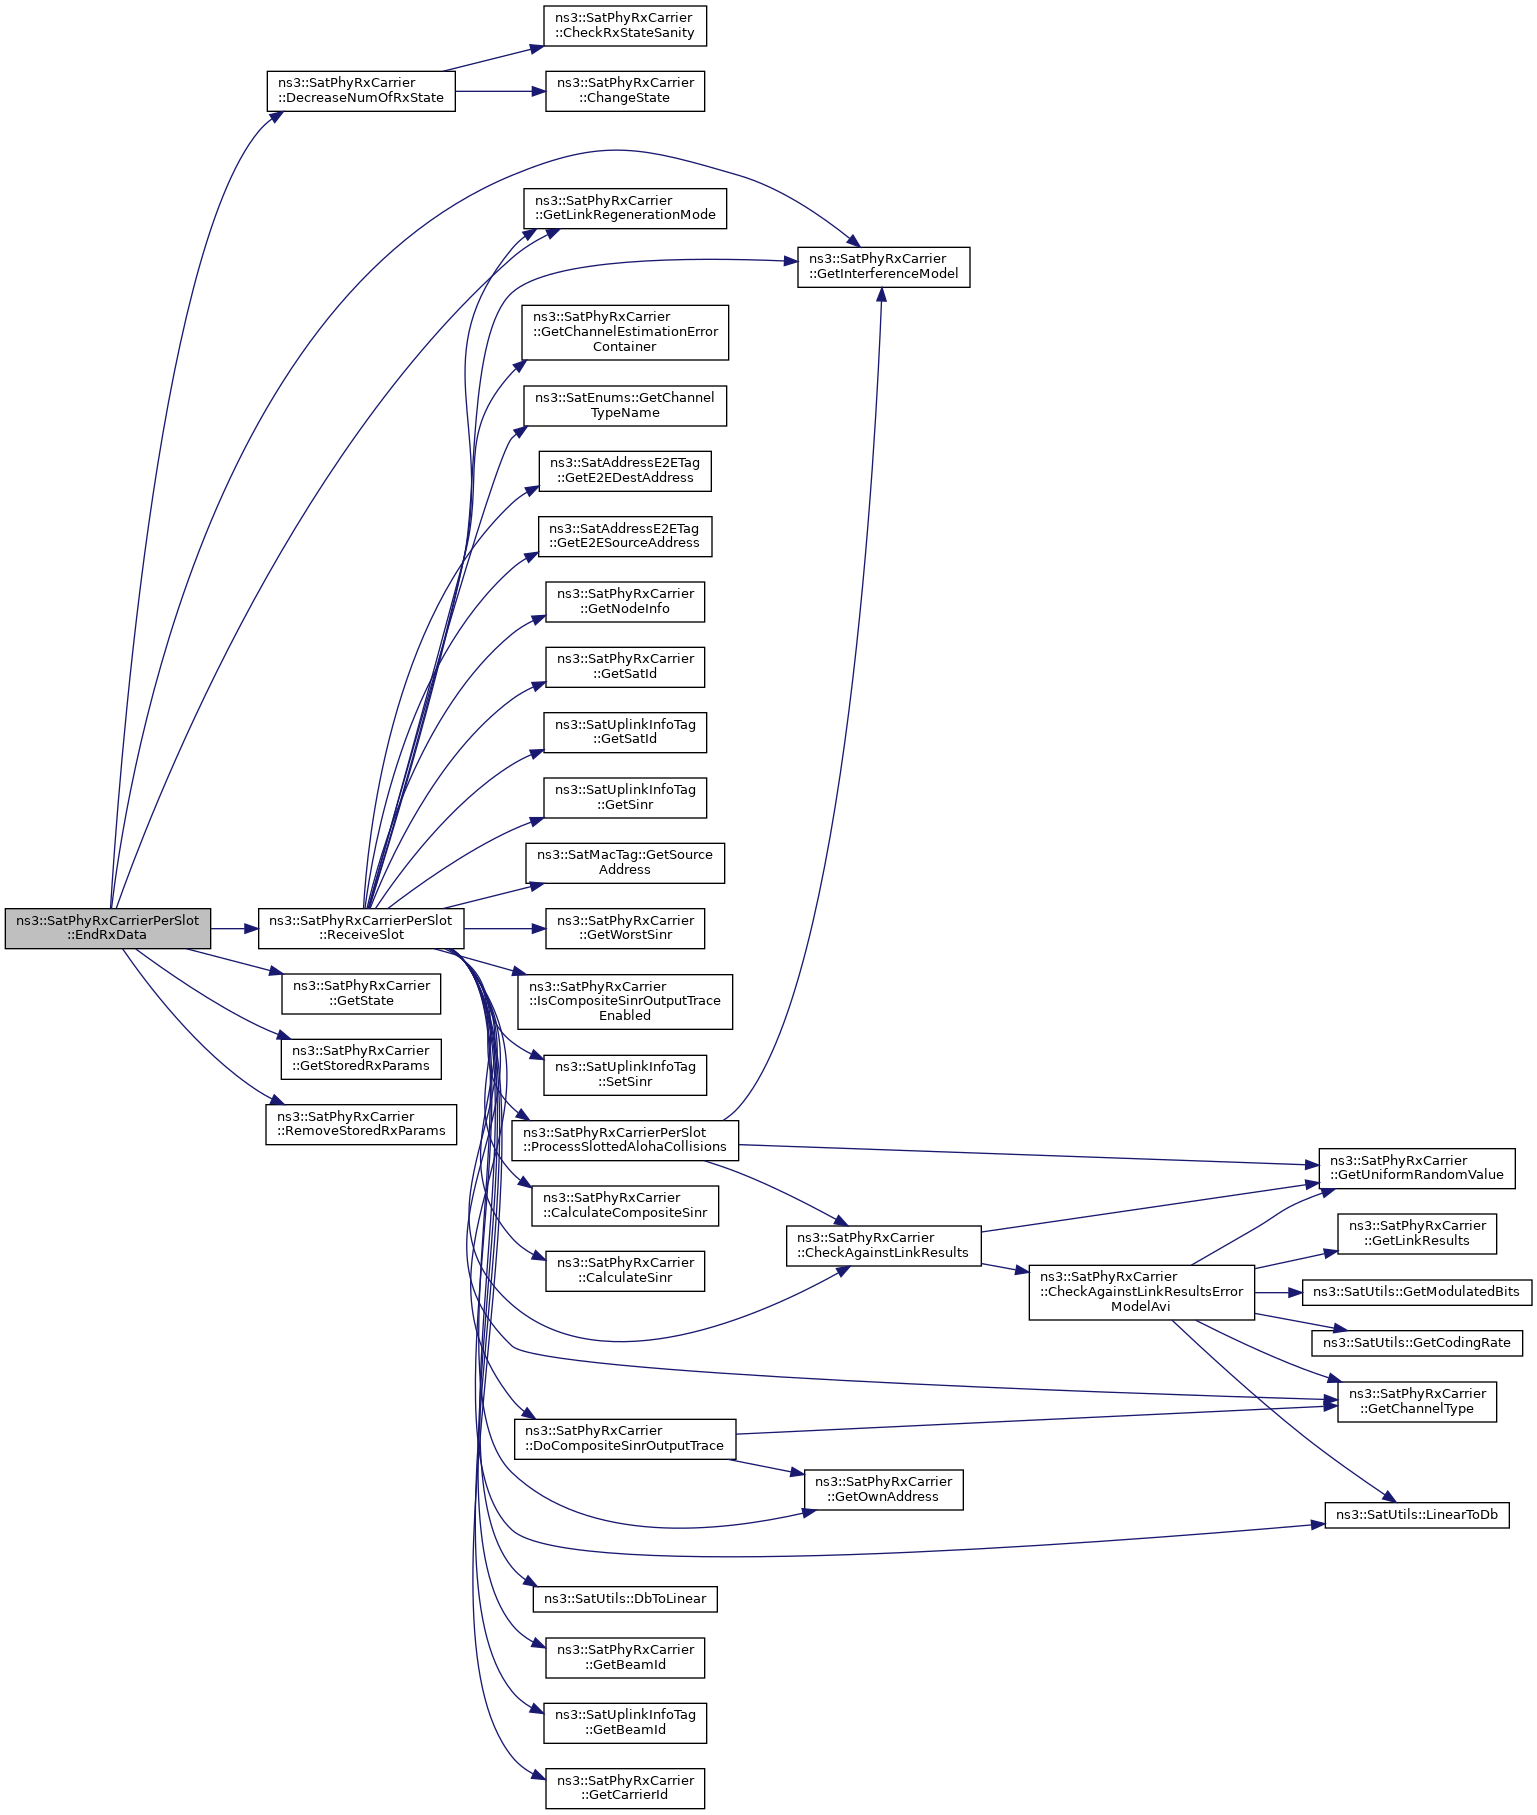 ns3::SatPhyRxCarrier
::CheckRxStateSanity
ns3::SatPhyRxCarrier
::DecreaseNumOfRxState
ns3::SatPhyRxCarrier
::ChangeState
ns3::SatPhyRxCarrier
::GetLinkRegenerationMode
ns3::SatPhyRxCarrier
::GetInterferenceModel
ns3::SatPhyRxCarrier
::GetChannelEstimationError
Container
ns3::SatEnums::GetChannel
TypeName
ns3::SatAddressE2ETag
::GetE2EDestAddress
ns3::SatAddressE2ETag
::GetE2ESourceAddress
ns3::SatPhyRxCarrier
::GetNodeInfo
ns3::SatPhyRxCarrier
::GetSatId
ns3::SatUplinkInfoTag
::GetSatId
ns3::SatUplinkInfoTag
::GetSinr
ns3::SatMacTag::GetSource
Address
ns3::SatPhyRxCarrierPerSlot
::EndRxData
ns3::SatPhyRxCarrierPerSlot
::ReceiveSlot
ns3::SatPhyRxCarrier
::GetWorstSinr
ns3::SatPhyRxCarrier
::GetState
ns3::SatPhyRxCarrier
::IsCompositeSinrOutputTrace
Enabled
ns3::SatPhyRxCarrier
::GetStoredRxParams
ns3::SatUplinkInfoTag
::SetSinr
ns3::SatPhyRxCarrier
::RemoveStoredRxParams
ns3::SatPhyRxCarrierPerSlot
::ProcessSlottedAlohaCollisions
ns3::SatPhyRxCarrier
::GetUniformRandomValue
ns3::SatPhyRxCarrier
::CalculateCompositeSinr
ns3::SatPhyRxCarrier
::CheckAgainstLinkResults
ns3::SatPhyRxCarrier
::GetLinkResults
ns3::SatPhyRxCarrier
::CalculateSinr
ns3::SatPhyRxCarrier
::CheckAgainstLinkResultsError
ModelAvi
ns3::SatUtils::GetModulatedBits
ns3::SatUtils::GetCodingRate
ns3::SatPhyRxCarrier
::GetChannelType
ns3::SatPhyRxCarrier
::DoCompositeSinrOutputTrace
ns3::SatPhyRxCarrier
::GetOwnAddress
ns3::SatUtils::LinearToDb
ns3::SatUtils::DbToLinear
ns3::SatPhyRxCarrier
::GetBeamId
ns3::SatUplinkInfoTag
::GetBeamId
ns3::SatPhyRxCarrier
::GetCarrierId